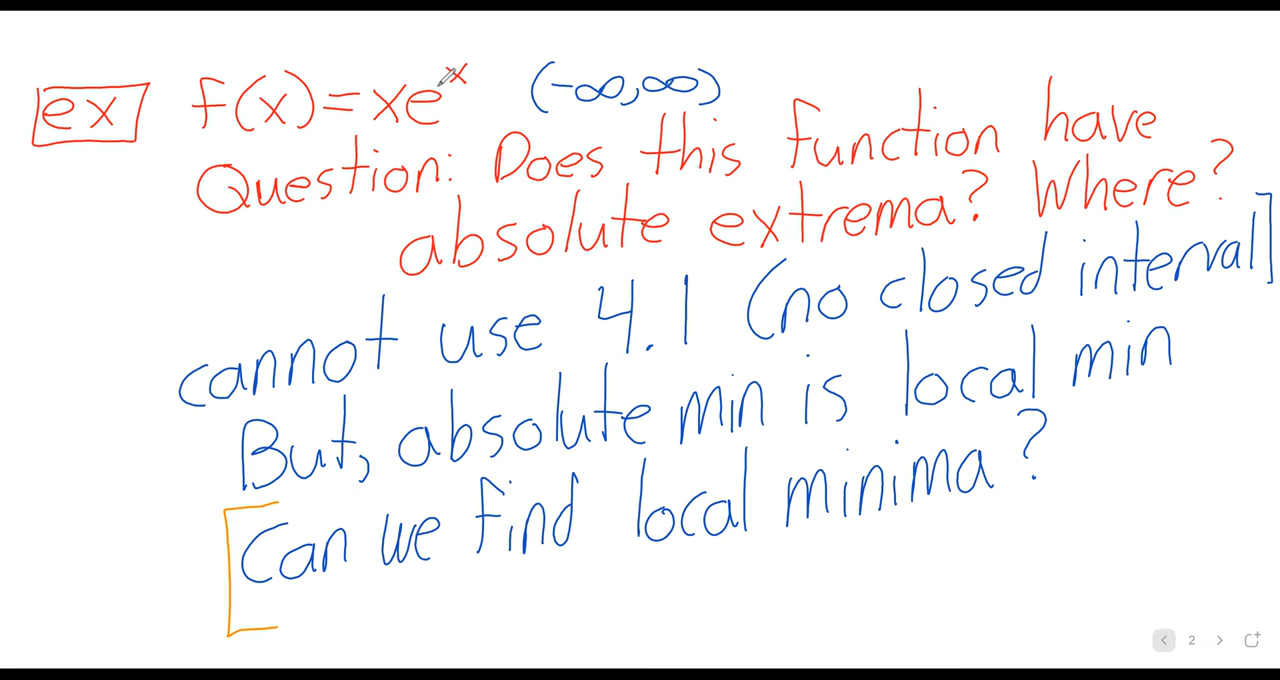 ex f(x)=xe^x (-∞,∞)
Question: Does this function have
absolute extrema? Where?
cannot use 4.1 (no closed interval]
But, absolute min is local min
Can we find local minima?
2